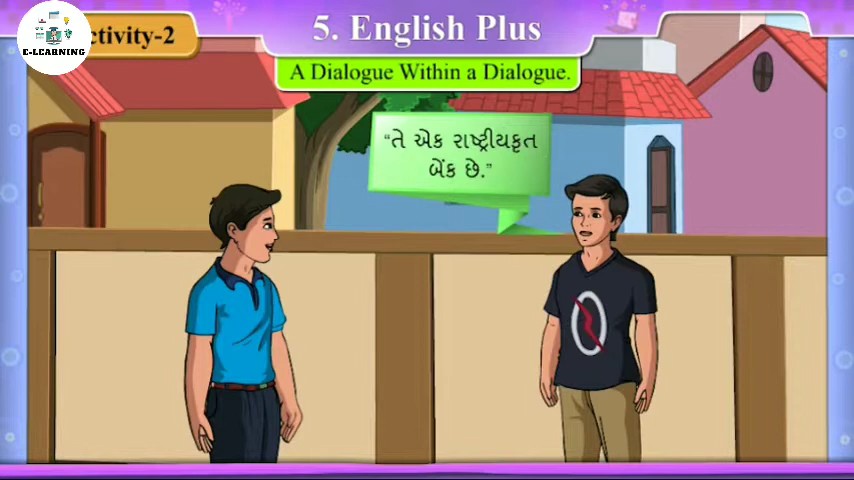 E-LEARNING
ctivity-2
5. English Plus
A Dialogue Within a Dialogue.
“તે એક રાષ્ટ્રીયકૃત
બેંક છે.”